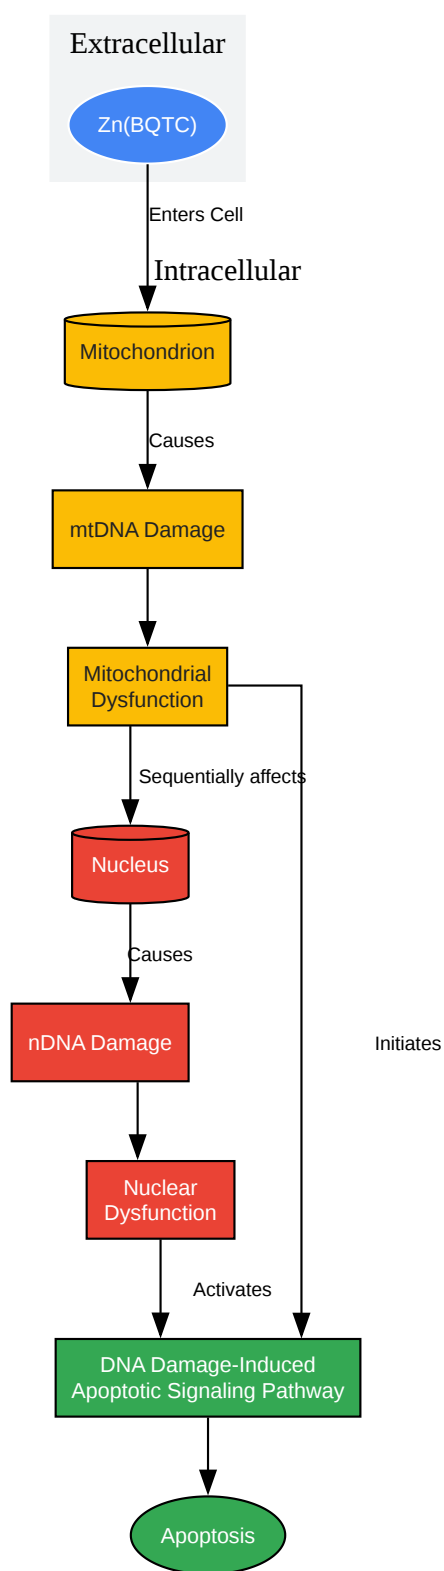 Extracellular
Zn(BQTC)
Enters Cell
Intracellular
Mitochondrion
Causes
mtDNA Damage
Mitochondrial
Dysfunction
Sequentially affects
Nucleus
Causes
nDNA Damage
Initiates
Nuclear
Dysfunction
Activates
DNA Damage-Induced
Apoptotic Signaling Pathway
Apoptosis